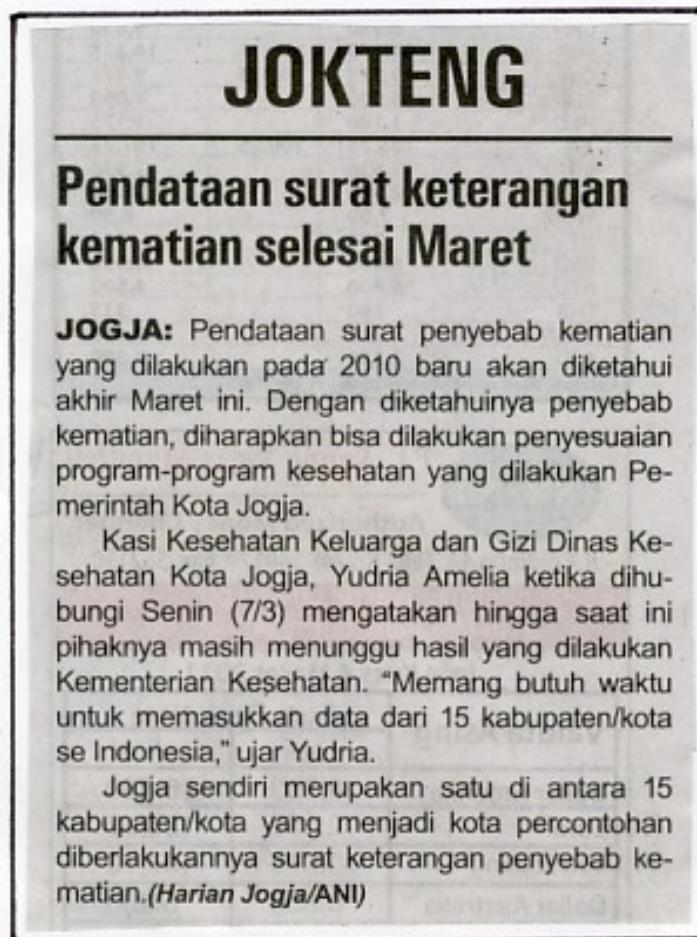 JOKTENG
Pendataan surat keterangan
kematian selesai Maret
JOGJA: Pendataan surat penyebab kematian
yang dilakukan pada 2010 baru akan diketahui
akhir Maret ini. Dengan diketahuinya penyebab
kematian, diharapkan bisa dilakukan penyesuaian
program-program kesehatan yang dilakukan Pe-
merintah Kota Jogja.
Kasi Kesehatan Keluarga dan Gizi Dinas Ke-
sehatan Kota Jogja, Yudria Amelia ketika dihu-
bungi Senin (7/3) mengatakan hingga saat ini
pihaknya masih menunggu hasil yang dilakukan
Kementerian Kesehatan. “Memang butuh waktu
untuk memasukkan data dari 15 kabupaten/kota
se Indonesia,” ujar Yudria.
Jogja sendiri merupakan satu di antara 15
kabupaten/kota yang menjadi kota percontohan
diberlakukannya surat keterangan penyebab ke-
matian.(Harian Jogja/ANI)